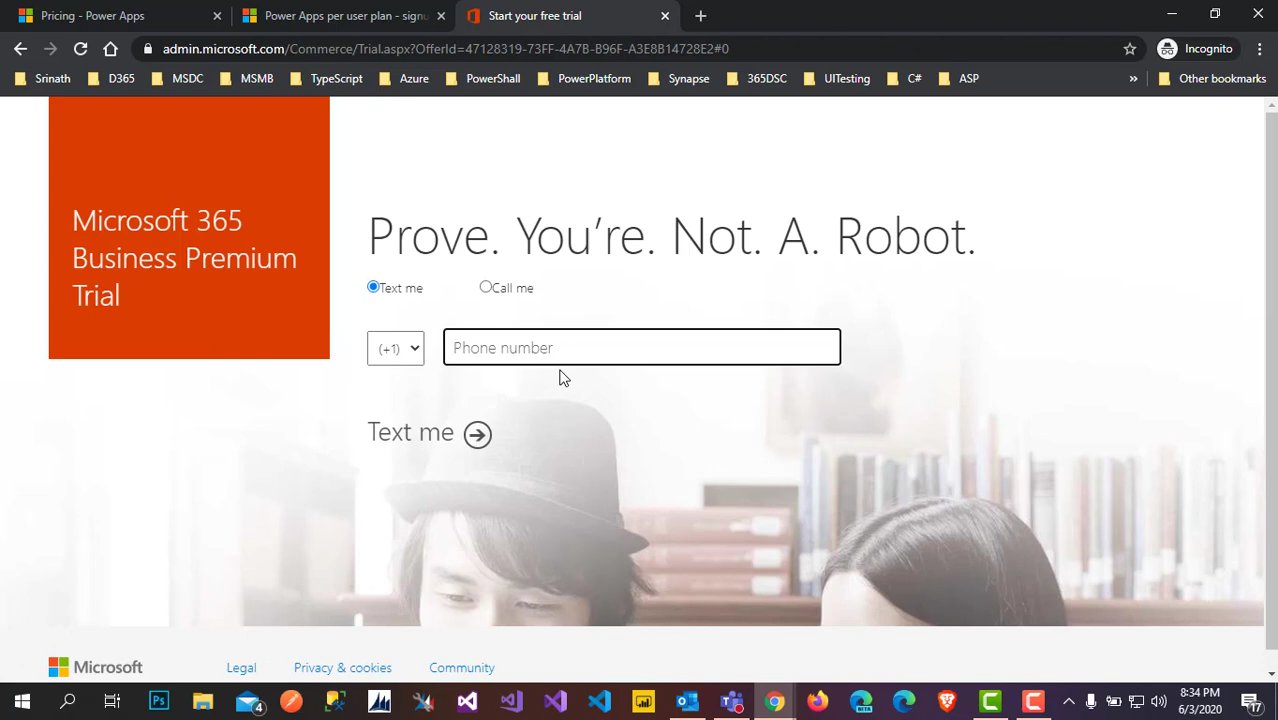 Pricing - Power Apps
Power Apps per user plan - signu
Start your free trial
admin.microsoft.com/Commerce/Trial.aspx?OfferId=47128319-73FF-4A7B-B96F-A3E8B14728E2#0
Incognito
Srinath
D365
MSDC
MSMB
TypeScript
Azure
PowerShall
PowerPlatform
Synapse
365DSC
UITesting
C#
ASP
»
Other bookmarks
Microsoft 365
Business Premium
Trial
Prove. You're. Not. A. Robot.
Text me
Call me
(+1)
Phone number
Text me
Microsoft
Legal
Privacy & cookies
Community
Ps
4
BETA
8:34 PM
6/3/2020
17